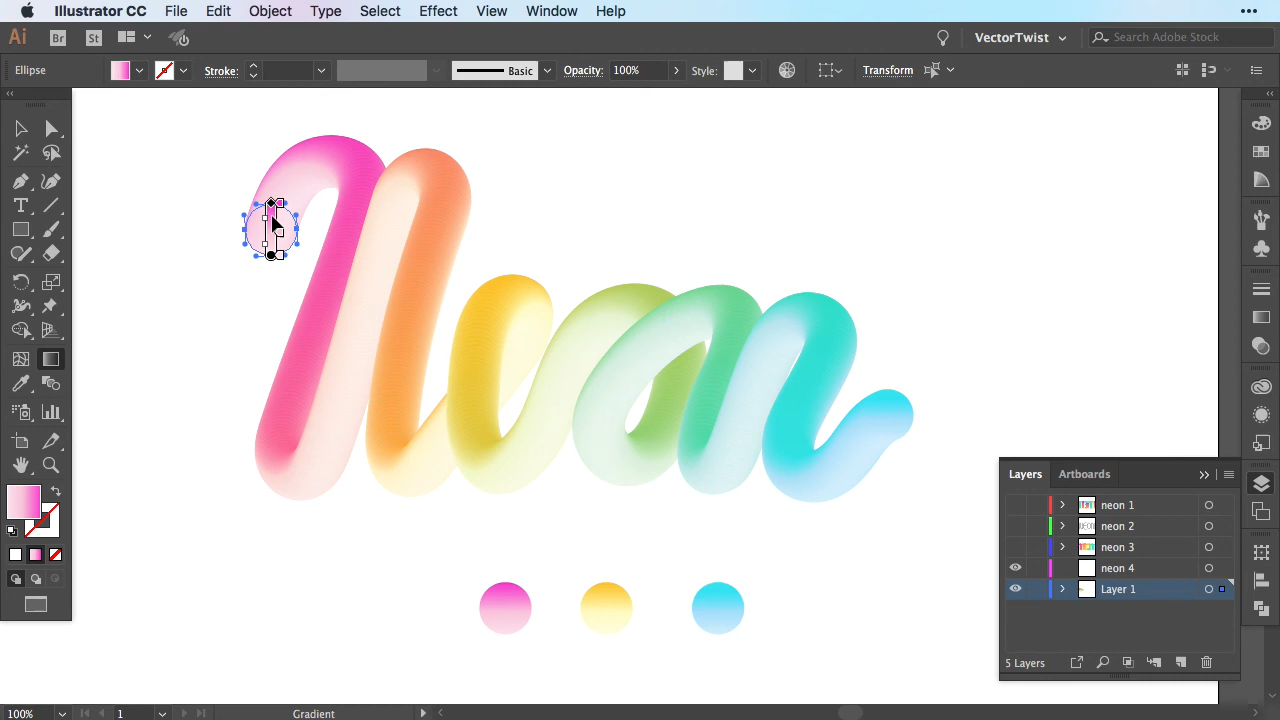 Illustrator CC File Edit Object Type Select Effect View Window Help
Ai Br St VectorTwist Search Adobe Stock
Ellipse Stroke: Basic Opacity: 100% Style: Transform
T
Neon
Layers Artboards
neon 1
neon 2
neon 3
neon 4
Layer 1
5 Layers
100% 1 Gradient